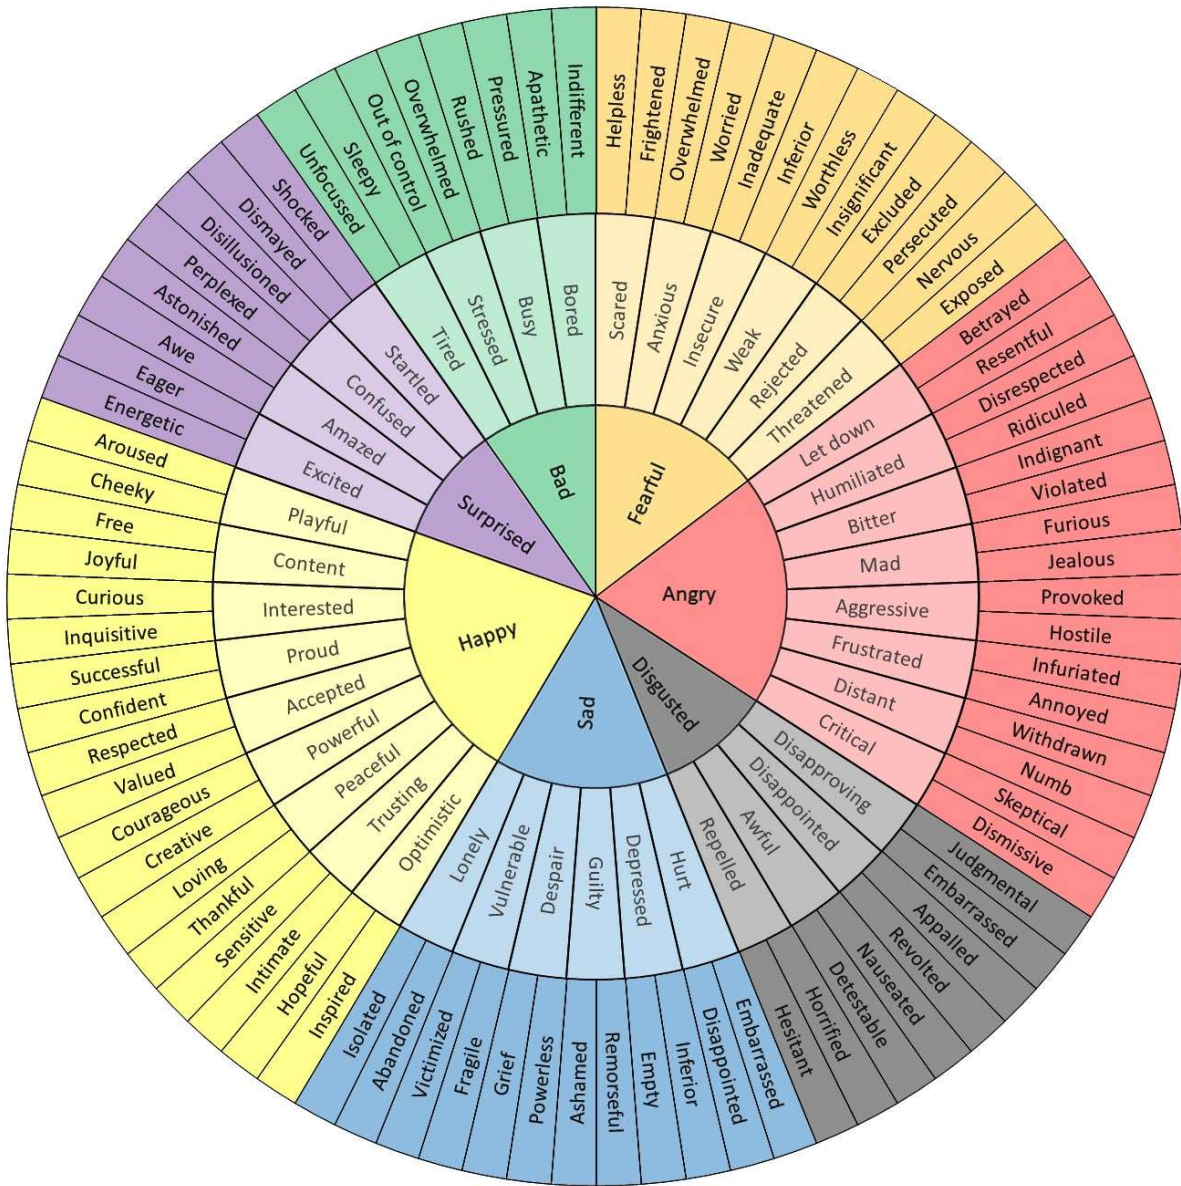 Fearful
Angry
Disgusted
Sad
Happy
Surprised
Bad
Scared
Anxious
Insecure
Weak
Rejected
Threatened
Let down
Humiliated
Bitter
Mad
Aggressive
Frustrated
Distant
Critical
Disapproving
Disappointed
Awful
Repelled
Hurt
Depressed
Guilty
Despair
Vulnerable
Lonely
Optimistic
Trusting
Peaceful
Powerful
Accepted
Proud
Interested
Content
Playful
Excited
Amazed
Confused
Startled
Tired
Stressed
Busy
Bored
Helpless
Frightened
Overwhelmed
Worried
Inadequate
Inferior
Worthless
Insignificant
Excluded
Persecuted
Nervous
Exposed
Betrayed
Resentful
Disrespected
Ridiculed
Indignant
Violated
Furious
Jealous
Provoked
Hostile
Infuriated
Annoyed
Withdrawn
Numb
Skeptical
Dismissive
Judgmental
Embarrassed
Appalled
Revolted
Nauseated
Detestable
Horrified
Hesitant
Embarrassed
Disappointed
Inferior
Empty
Remorseful
Ashamed
Powerless
Grief
Fragile
Victimized
Abandoned
Isolated
Inspired
Hopeful
Intimate
Sensitive
Thankful
Loving
Creative
Courageous
Valued
Respected
Confident
Successful
Inquisitive
Curious
Joyful
Free
Cheeky
Aroused
Energetic
Eager
Awe
Astonished
Perplexed
Disillusioned
Dismayed
Shocked
Unfocussed
Sleepy
Out of control
Overwhelmed
Rushed
Pressured
Apathetic
Indifferent